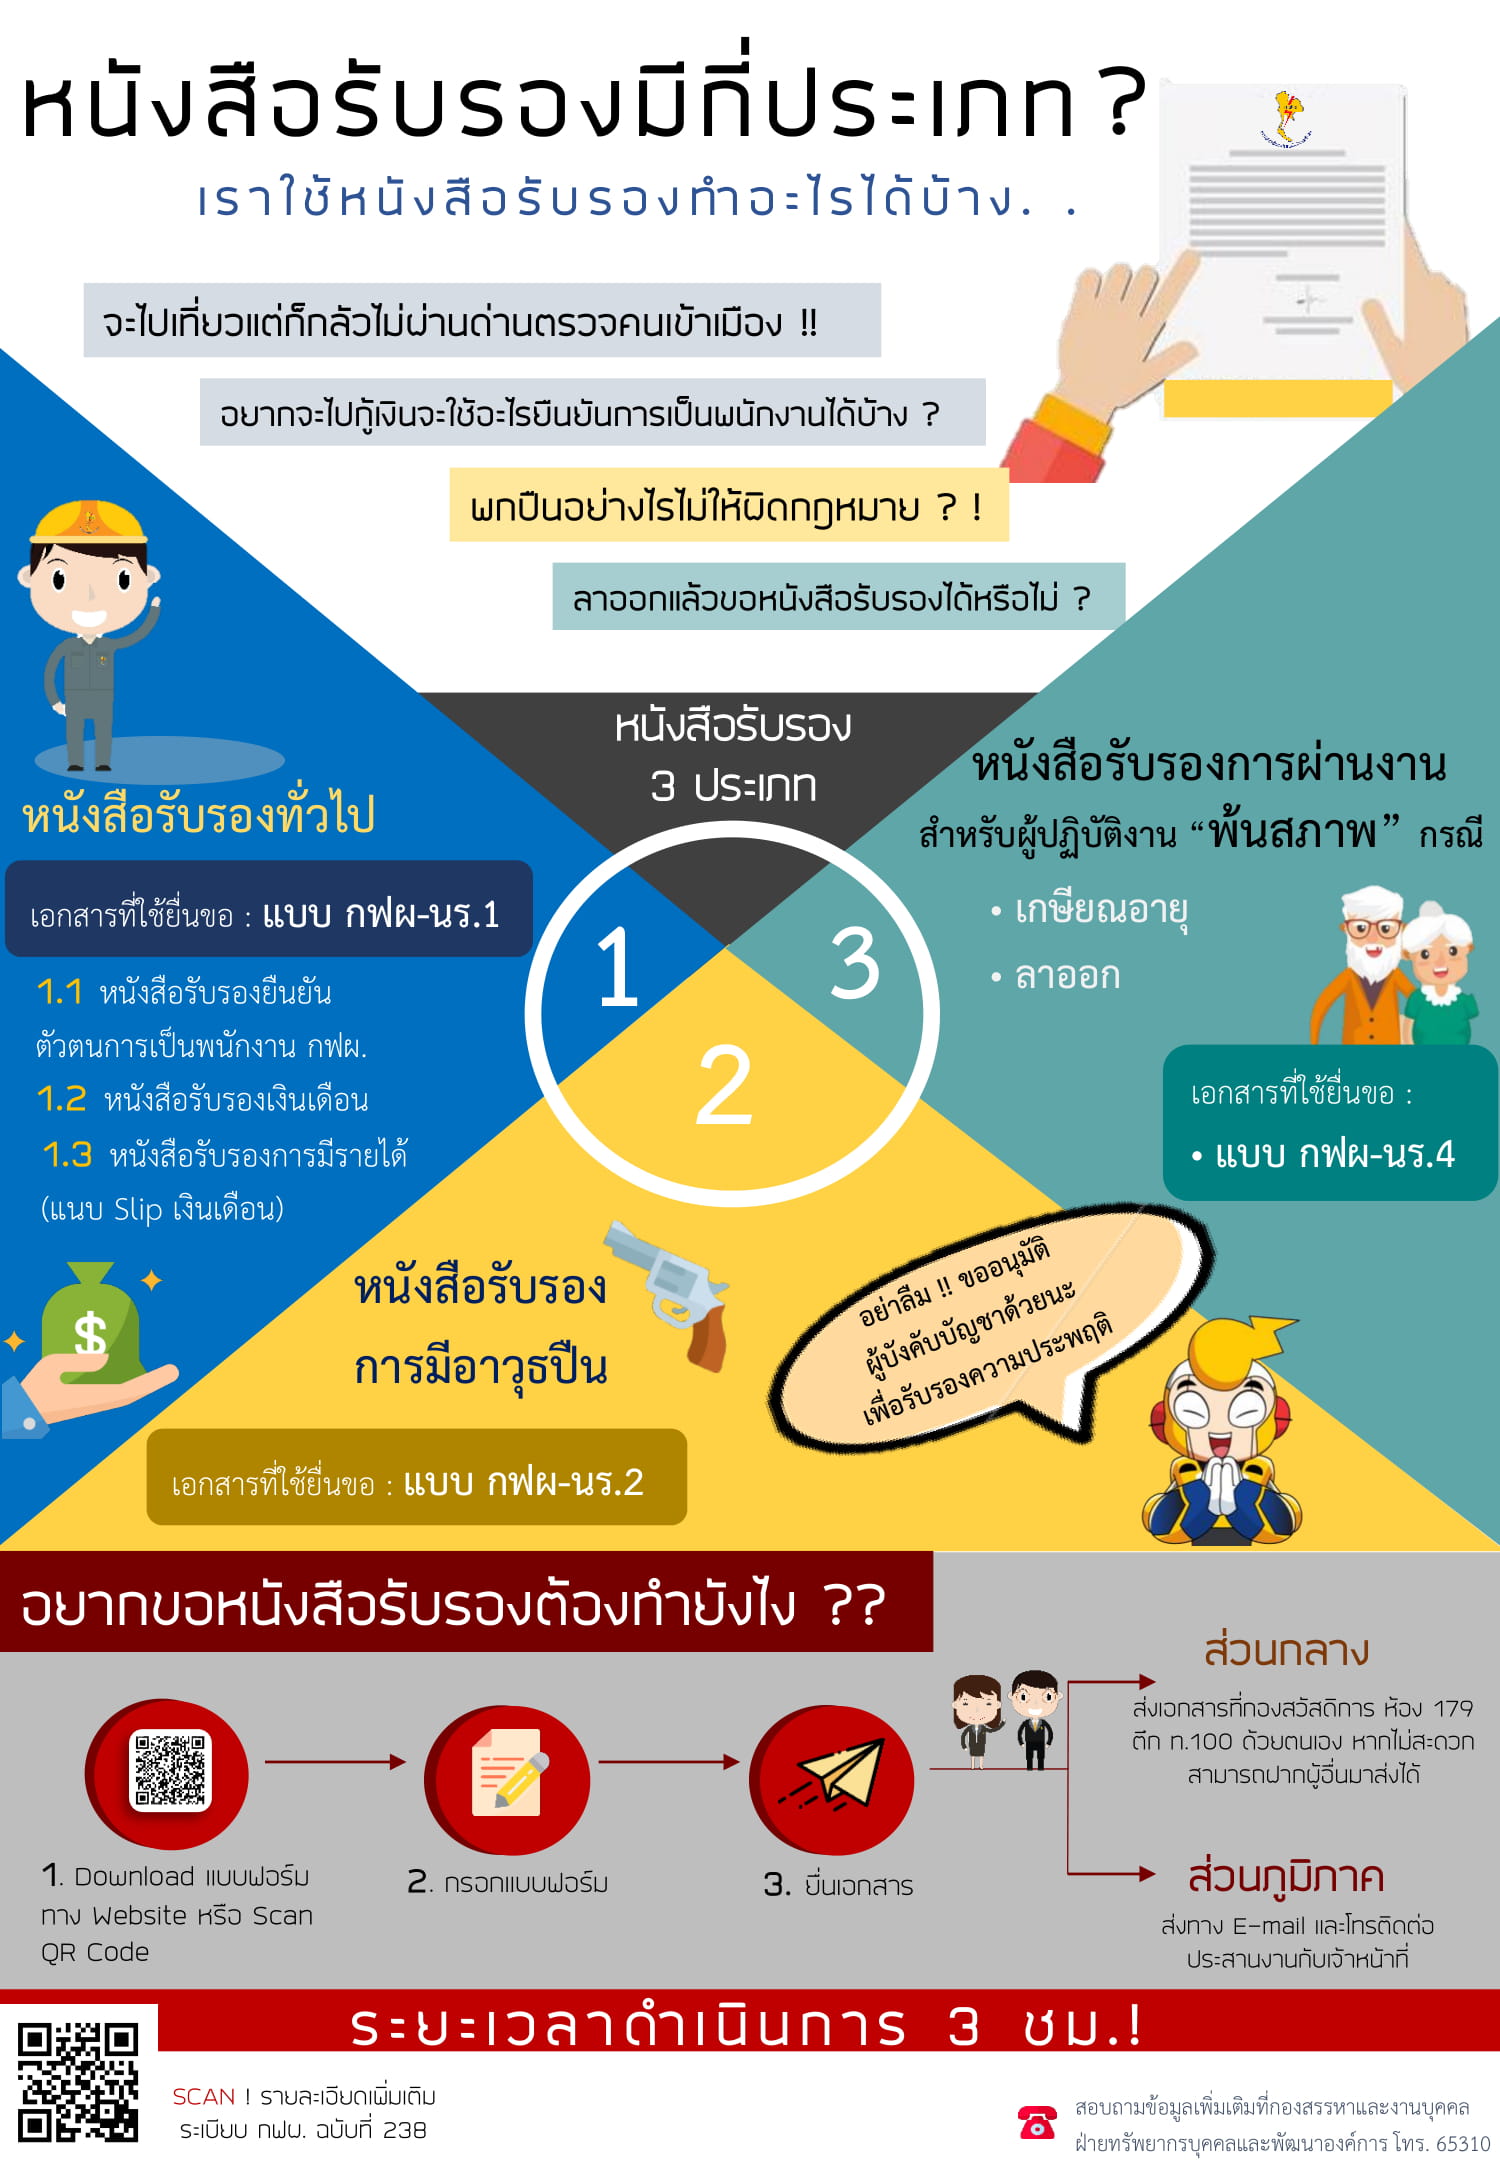 หนังสือรับรองมีกี่ประเภท ?
เราใช้หนังสือรับรองทำอะไรได้บ้าง. .
จะไปเที่ยวแต่ก็กลัวไม่ผ่านด่านตรวจคนเข้าเมือง !!
อยากจะไปกู้เงินจะใช้อะไรยืนยันการเป็นพนักงานได้บ้าง ?
พกปืนอย่างไรไม่ให้ผิดกฎหมาย ? !
ลาออกแล้วขอหนังสือรับรองได้หรือไม่ ?
หนังสือรับรอง
3 ประเภท
1
2
3
หนังสือรับรองทั่วไป
เอกสารที่ใช้ยื่นขอ : แบบ กฟผ-นร.1
1.1 หนังสือรับรองยืนยัน
ตัวตนการเป็นพนักงาน กฟผ.
1.2 หนังสือรับรองเงินเดือน
1.3 หนังสือรับรองการมีรายได้
(แนบ Slip เงินเดือน)
$
หนังสือรับรอง
การมีอาวุธปืน
เอกสารที่ใช้ยื่นขอ : แบบ กฟผ-นร.2
อย่าลืม !! ขออนุมัติ
ผู้บังคับบัญชาด้วยนะ
เพื่อรับรองความประพฤติ
หนังสือรับรองการผ่านงาน
สำหรับผู้ปฏิบัติงาน “พ้นสภาพ” กรณี
• เกษียณอายุ
• ลาออก
เอกสารที่ใช้ยื่นขอ :
• แบบ กฟผ-นร.4
อยากขอหนังสือรับรองต้องทำยังไง ??
1. Download แบบฟอร์ม
ทาง Website หรือ Scan
QR Code
2. กรอกแบบฟอร์ม
3. ยื่นเอกสาร
ส่วนกลาง
ส่งเอกสารที่กองสวัสดิการ ห้อง 179
ตึก ท.100 ด้วยตนเอง หากไม่สะดวก
สามารถฝากผู้อื่นมาส่งได้
ส่วนภูมิภาค
ส่งทาง E-mail และโทรติดต่อ
ประสานงานกับเจ้าหน้าที่
ระยะเวลาดำเนินการ 3 ชม.!
SCAN ! รายละเอียดเพิ่มเติม
ระเบียบ กฟผ. ฉบับที่ 238
สอบถามข้อมูลเพิ่มเติมที่กองสรรหาและงานบุคคล
ฝ่ายทรัพยากรบุคคลและพัฒนาองค์การ โทร. 65310